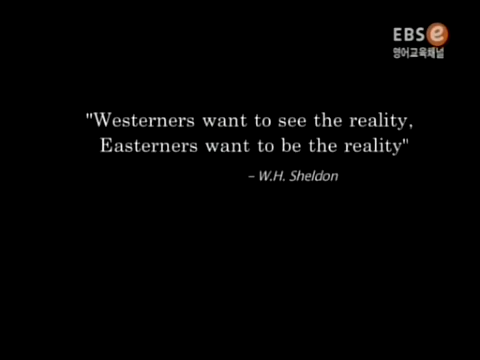 EBS e
영어교육채널
"Westerners want to see the reality,
Easterners want to be the reality"
– W.H. Sheldon